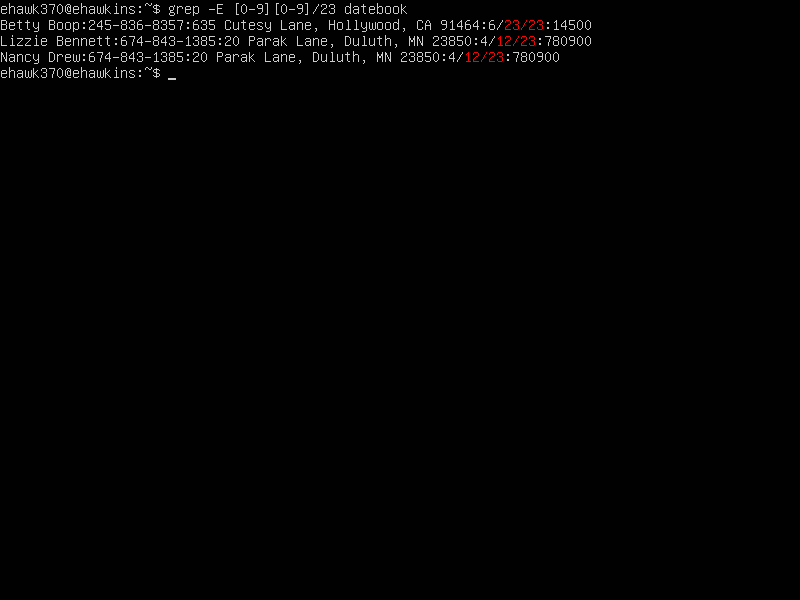 ehawk370@ehawkins:~$ grep -E [0-9][0-9]/23 datebook
Betty Boop:245-836-8357:635 Cutesy Lane, Hollywood, CA 91464:6/23/23:14500
Lizzie Bennett:674-843-1385:20 Parak Lane, Duluth, MN 23850:4/12/23:780900
Nancy Drew:674-843-1385:20 Parak Lane, Duluth, MN 23850:4/12/23:780900
ehawk370@ehawkins:~$ _